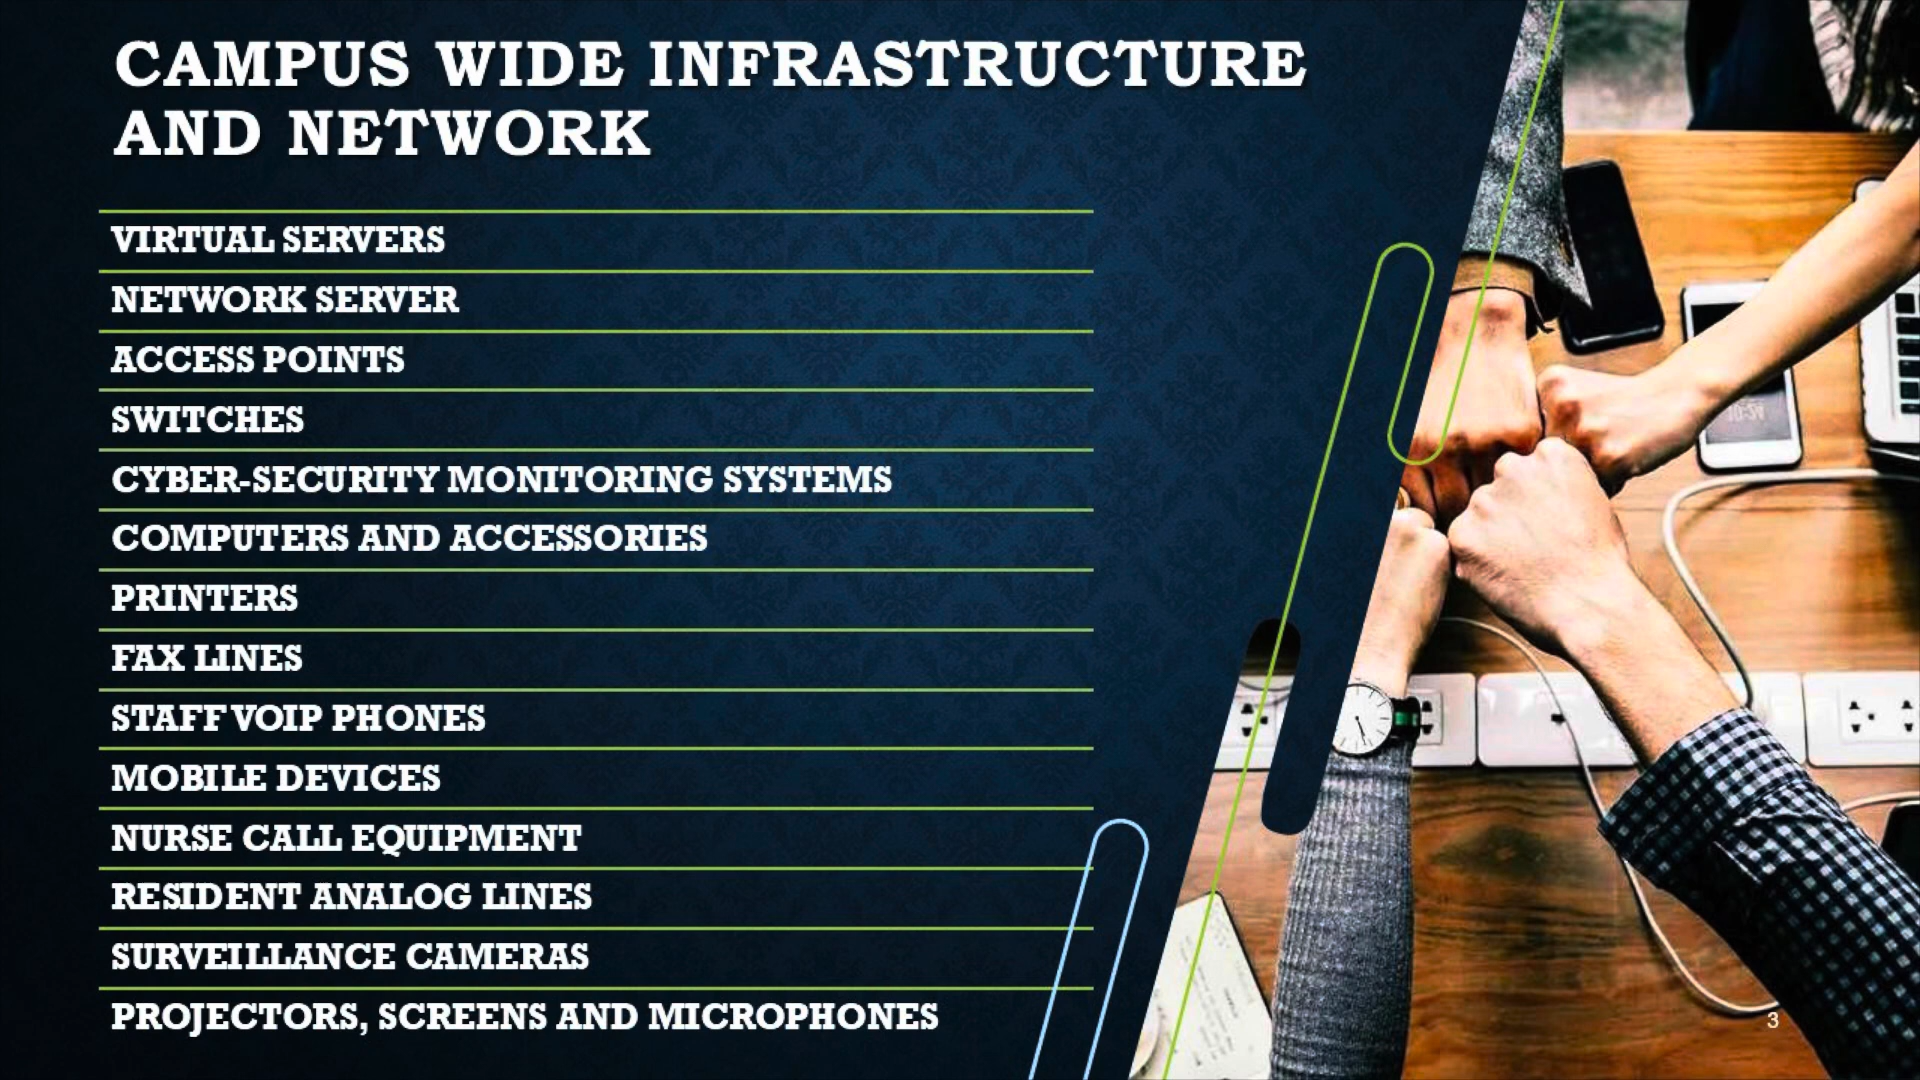 CAMPUS WIDE INFRASTRUCTURE
AND NETWORK
VIRTUAL SERVERS
NETWORK SERVER
ACCESS POINTS
SWITCHES
CYBER-SECURITY MONITORING SYSTEMS
COMPUTERS AND ACCESSORIES
PRINTERS
FAX LINES
STAFF VOIP PHONES
MOBILE DEVICES
NURSE CALL EQUIPMENT
RESIDENT ANALOG LINES
SURVEILLANCE CAMERAS
PROJECTORS, SCREENS AND MICROPHONES
3